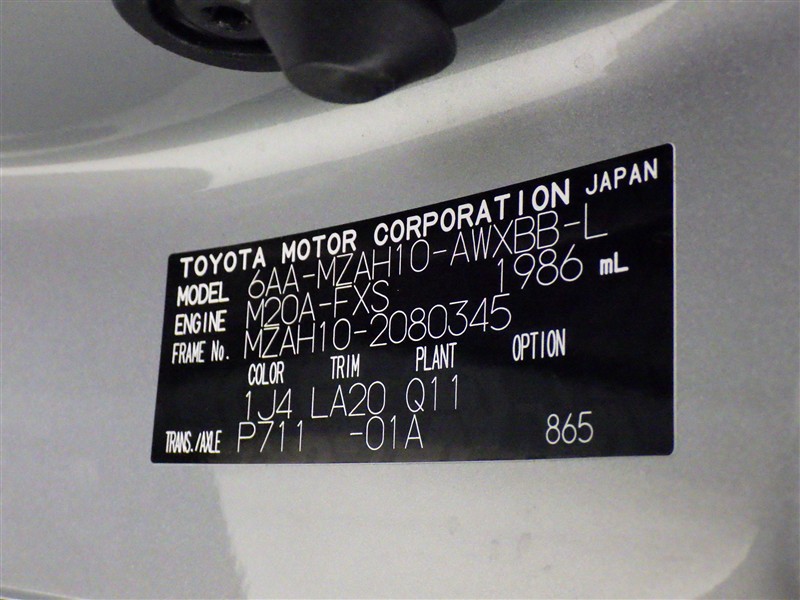 TOYOTA MOTOR CORPORATION JAPAN
MODEL 6AA-MZAH10-AWXBB-L
ENGINE M20A-FXS 1986 mL
FRAME No. MZAH10-2080345
COLOR TRIM PLANT OPTION
1J4 LA20 Q11
TRANS./AXLE P711 -01A 865